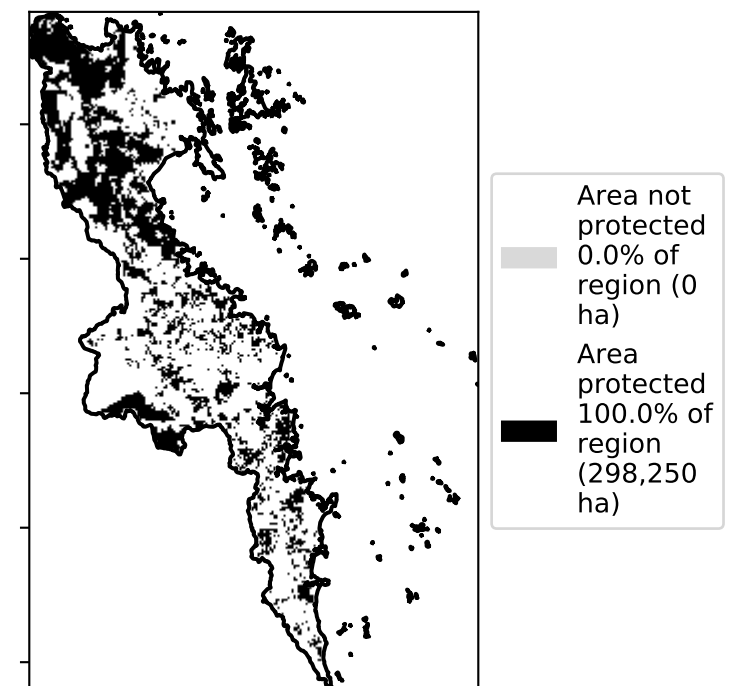 Area not
protected
0.0% of
region (0
ha)
Area
protected
100.0% of
region
(298,250
ha)